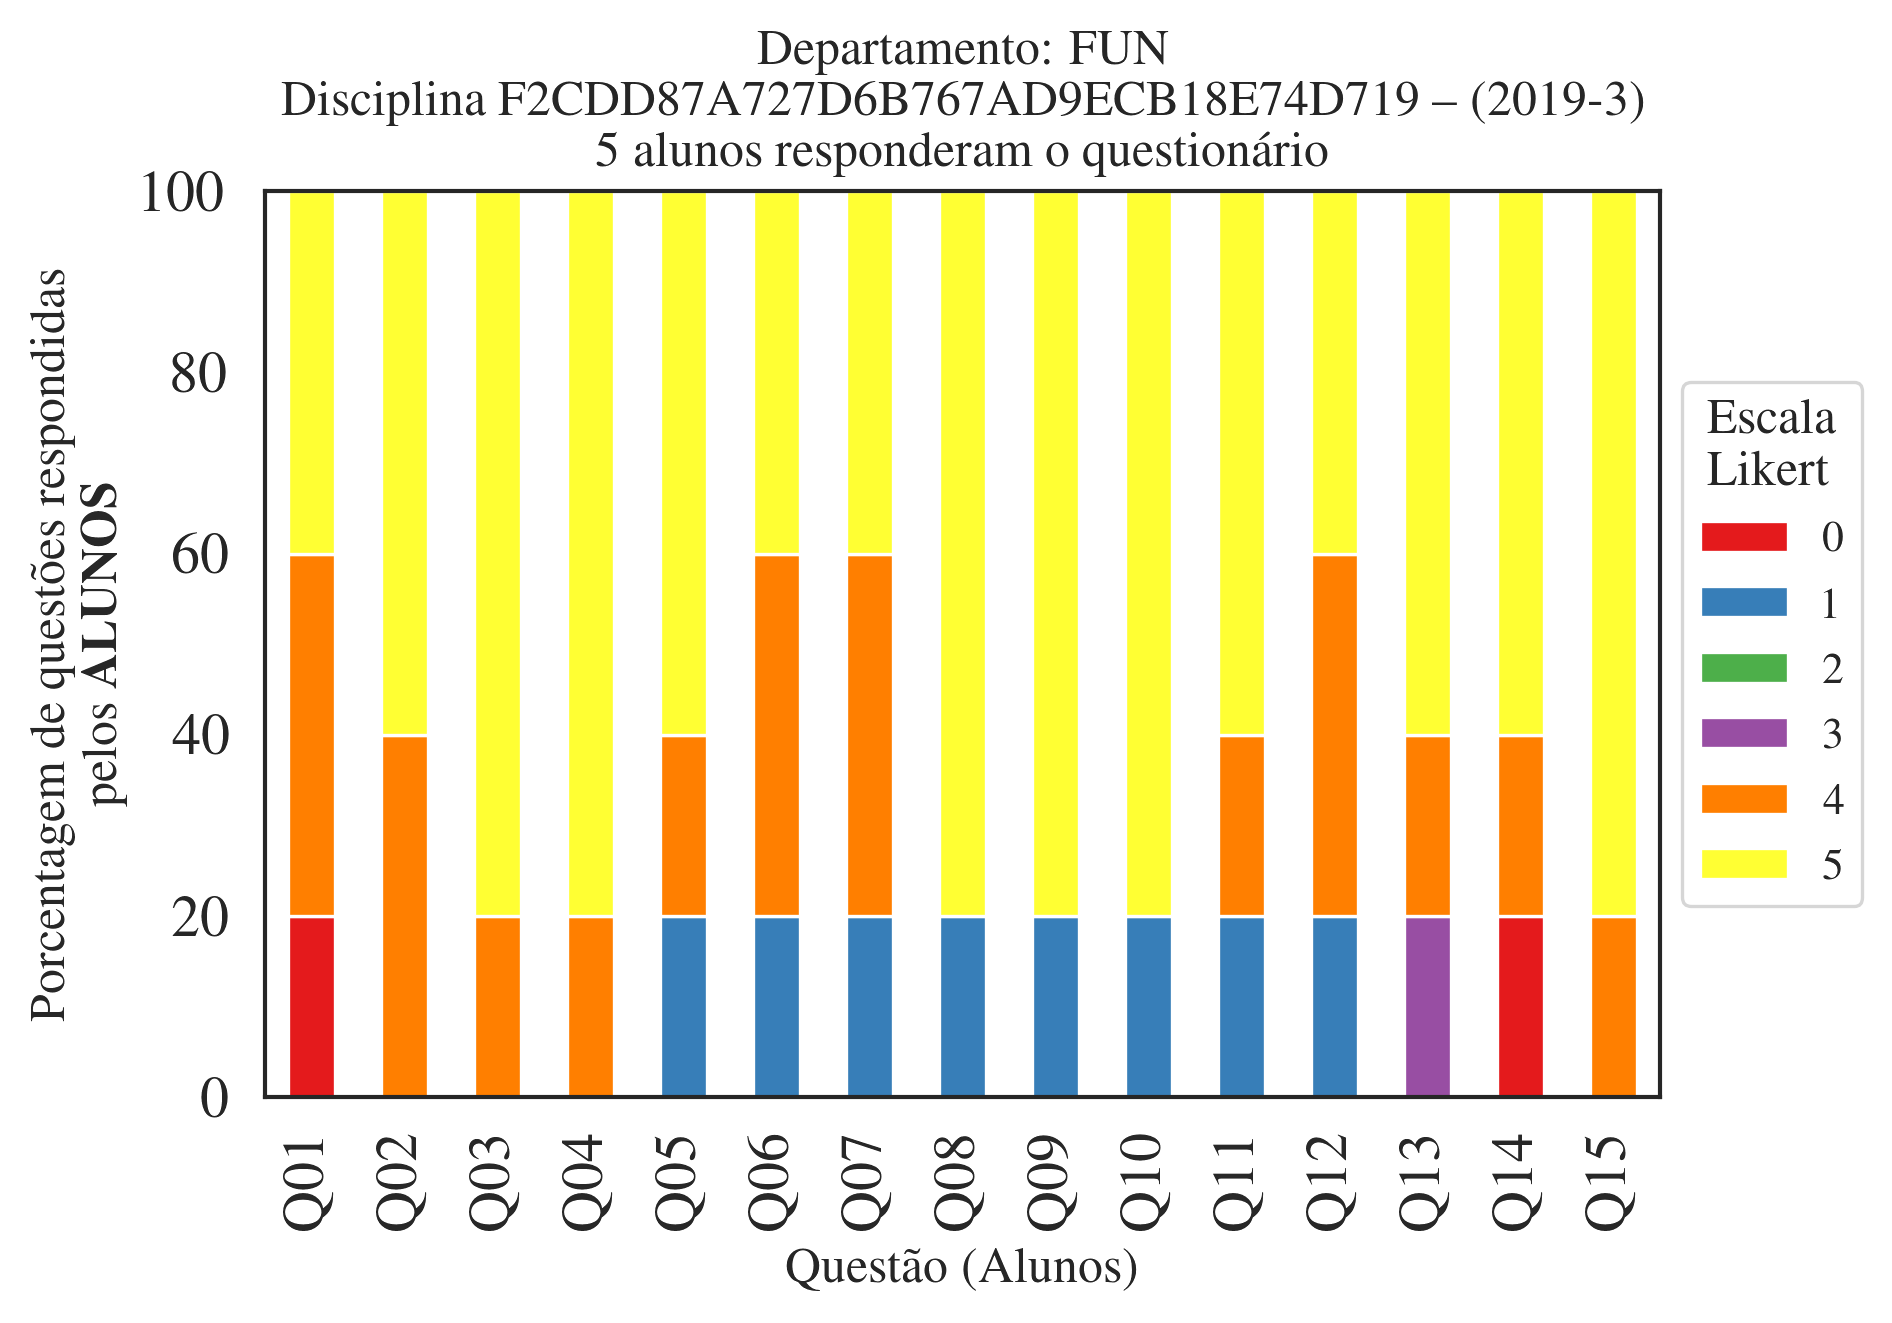 Departamento: FUN
Disciplina F2CDD87A727D6B767AD9ECB18E74D719 – (2019-3)
5 alunos responderam o questionário
Porcentagem de questões respondidas
pelos ALUNOS
100
80
60
40
20
0
Q01
Q02
Q03
Q04
Q05
Q06
Q07
Q08
Q09
Q10
Q11
Q12
Q13
Q14
Q15
Questão (Alunos)
Escala
Likert
0
1
2
3
4
5